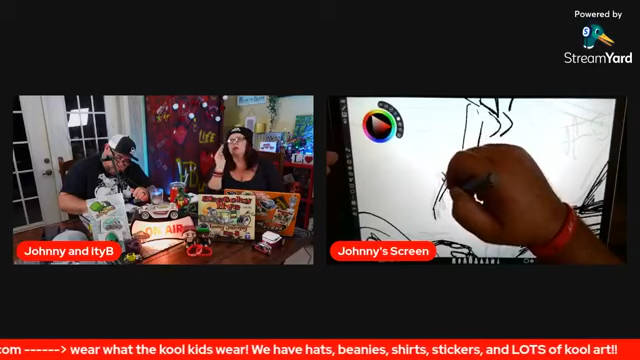 Powered by
StreamYard
LIFE
ON AIR
Johnny and ItyB
Johnny's Screen
com ------> wear what the kool kids wear! We have hats, beanies, shirts, stickers, and LOTS of kool art!!